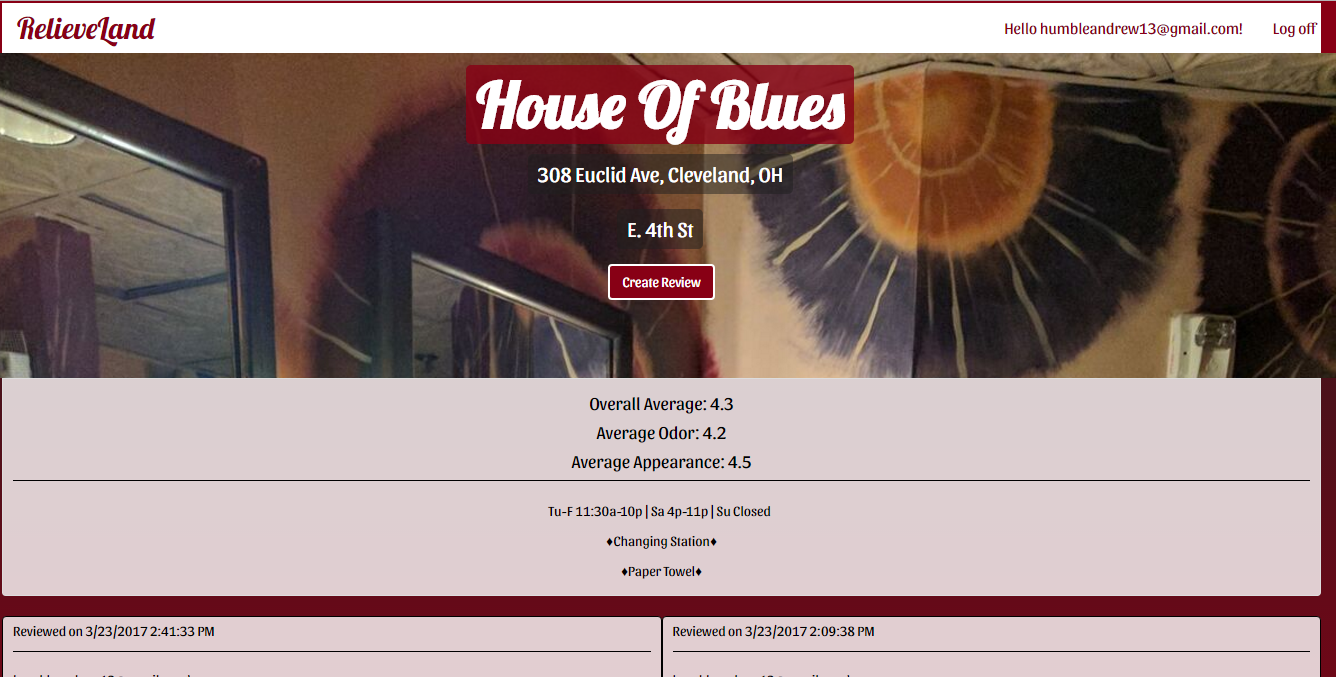 RelieveLand
Hello humbleandrew13@gmail.com!
Log off
House Of Blues
308 Euclid Ave, Cleveland, OH
E. 4th St
Create Review
Overall Average: 4.3
Average Odor: 4.2
Average Appearance: 4.5
Tu-F 11:30a-10p | Sa 4p-11p | Su Closed
♦Changing Station♦
♦Paper Towel♦
Reviewed on 3/23/2017 2:41:33 PM
Reviewed on 3/23/2017 2:09:38 PM